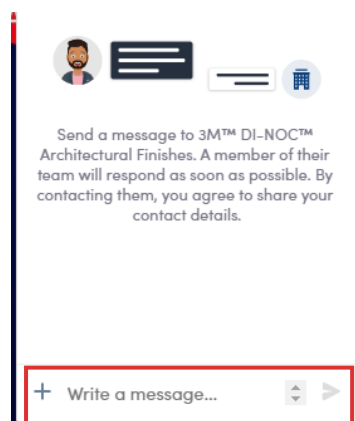 Send a message to 3M™ DI-NOC™
Architectural Finishes. A member of their
team will respond as soon as possible. By
contacting them, you agree to share your
contact details.
Write a message...